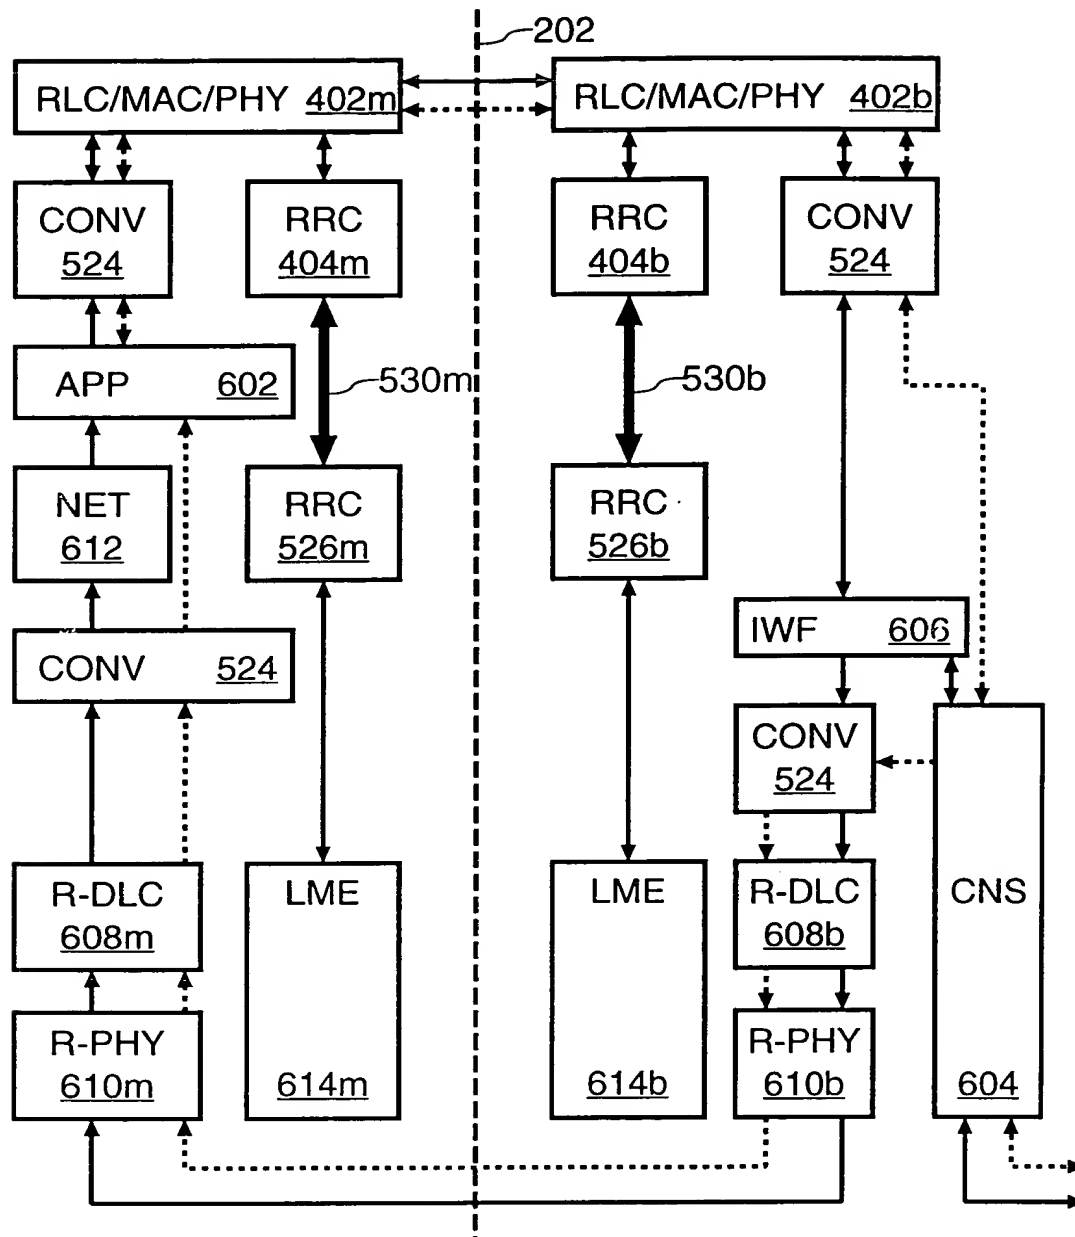 202
RLC/MAC/PHY 402m
RLC/MAC/PHY 402b
CONV
524
RRC
404m
RRC
404b
CONV
524
APP 602
530m
530b
NET
612
RRC
526m
RRC
526b
IWF 606
CONV 524
CONV
524
R-DLC
608m
LME
LME
R-DLC
608b
CNS
R-PHY
610m
614m
614b
R-PHY
610b
604